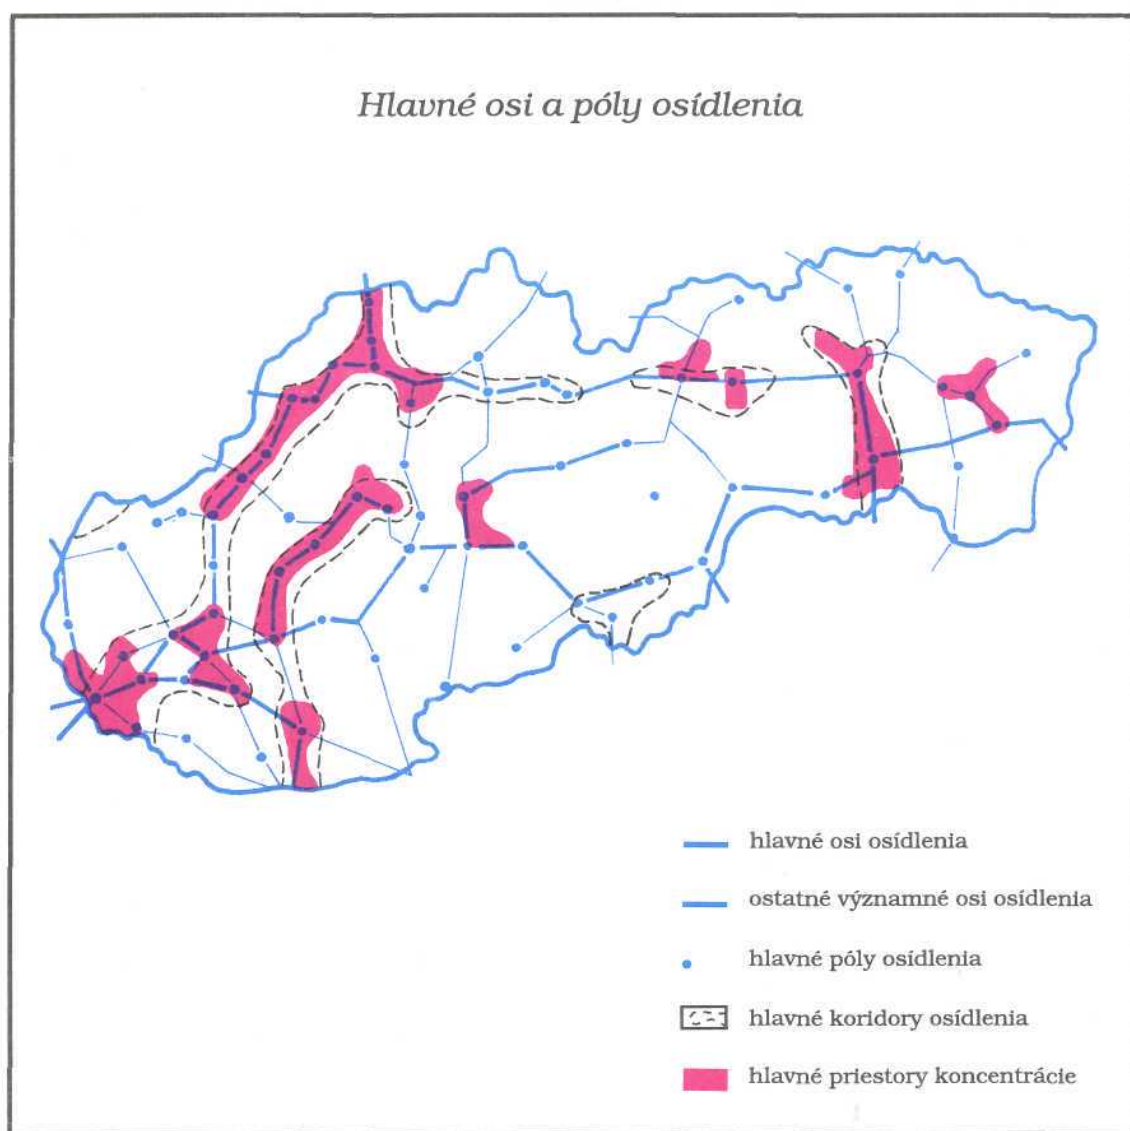 Hlavné osi a póly osídlenia
hlavné osi osídlenia
ostatné významné osi osídlenia
hlavné póly osídlenia
hlavné koridory osídlenia
hlavné priestory koncentrácie